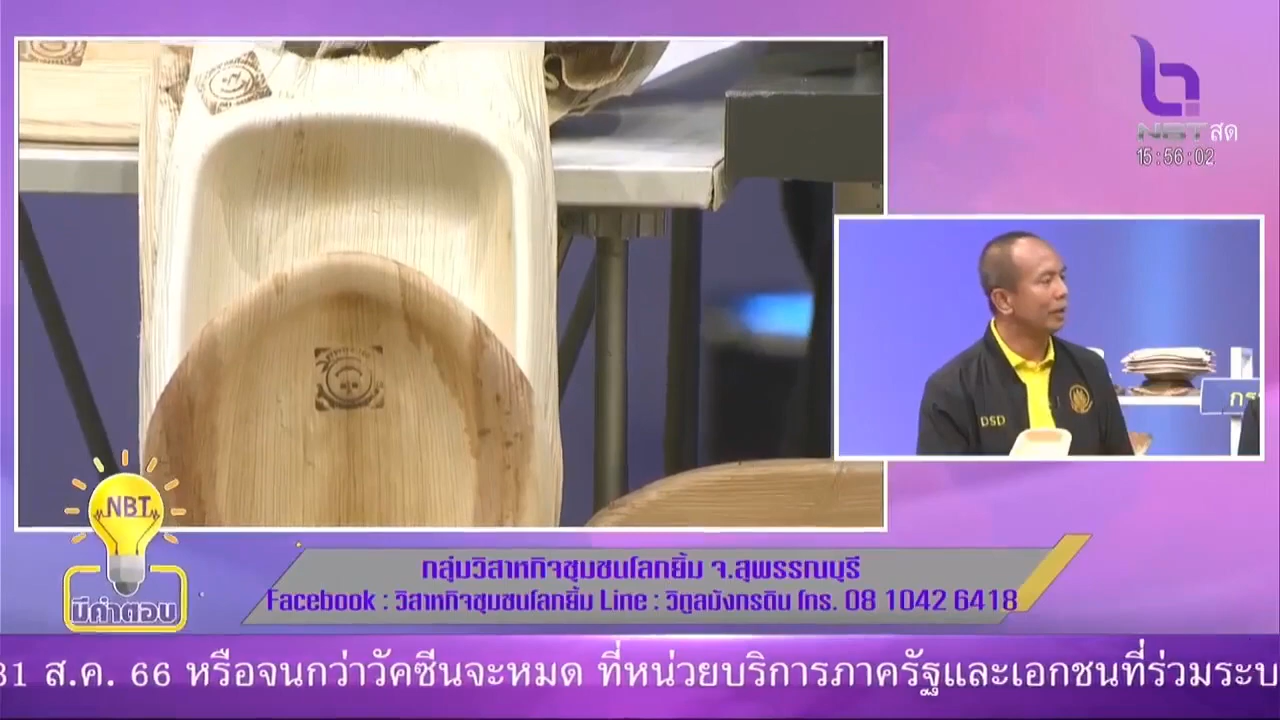 NBT สด
15:56:02
DSD
กร
NBT
มีคำตอบ
กลุ่มวิสาหกิจชุมชนโลกยิ้ม จ.สุพรรณบุรี
Facebook : วิสาหกิจชุมชนโลกยิ้ม Line : วิฑูลมังกรดิน โทร. 08 1042 6418
31 ส.ค. 66 หรือจนกว่าวัคซีนจะหมด ที่หน่วยบริการภาครัฐและเอกชนที่ร่วมระบ